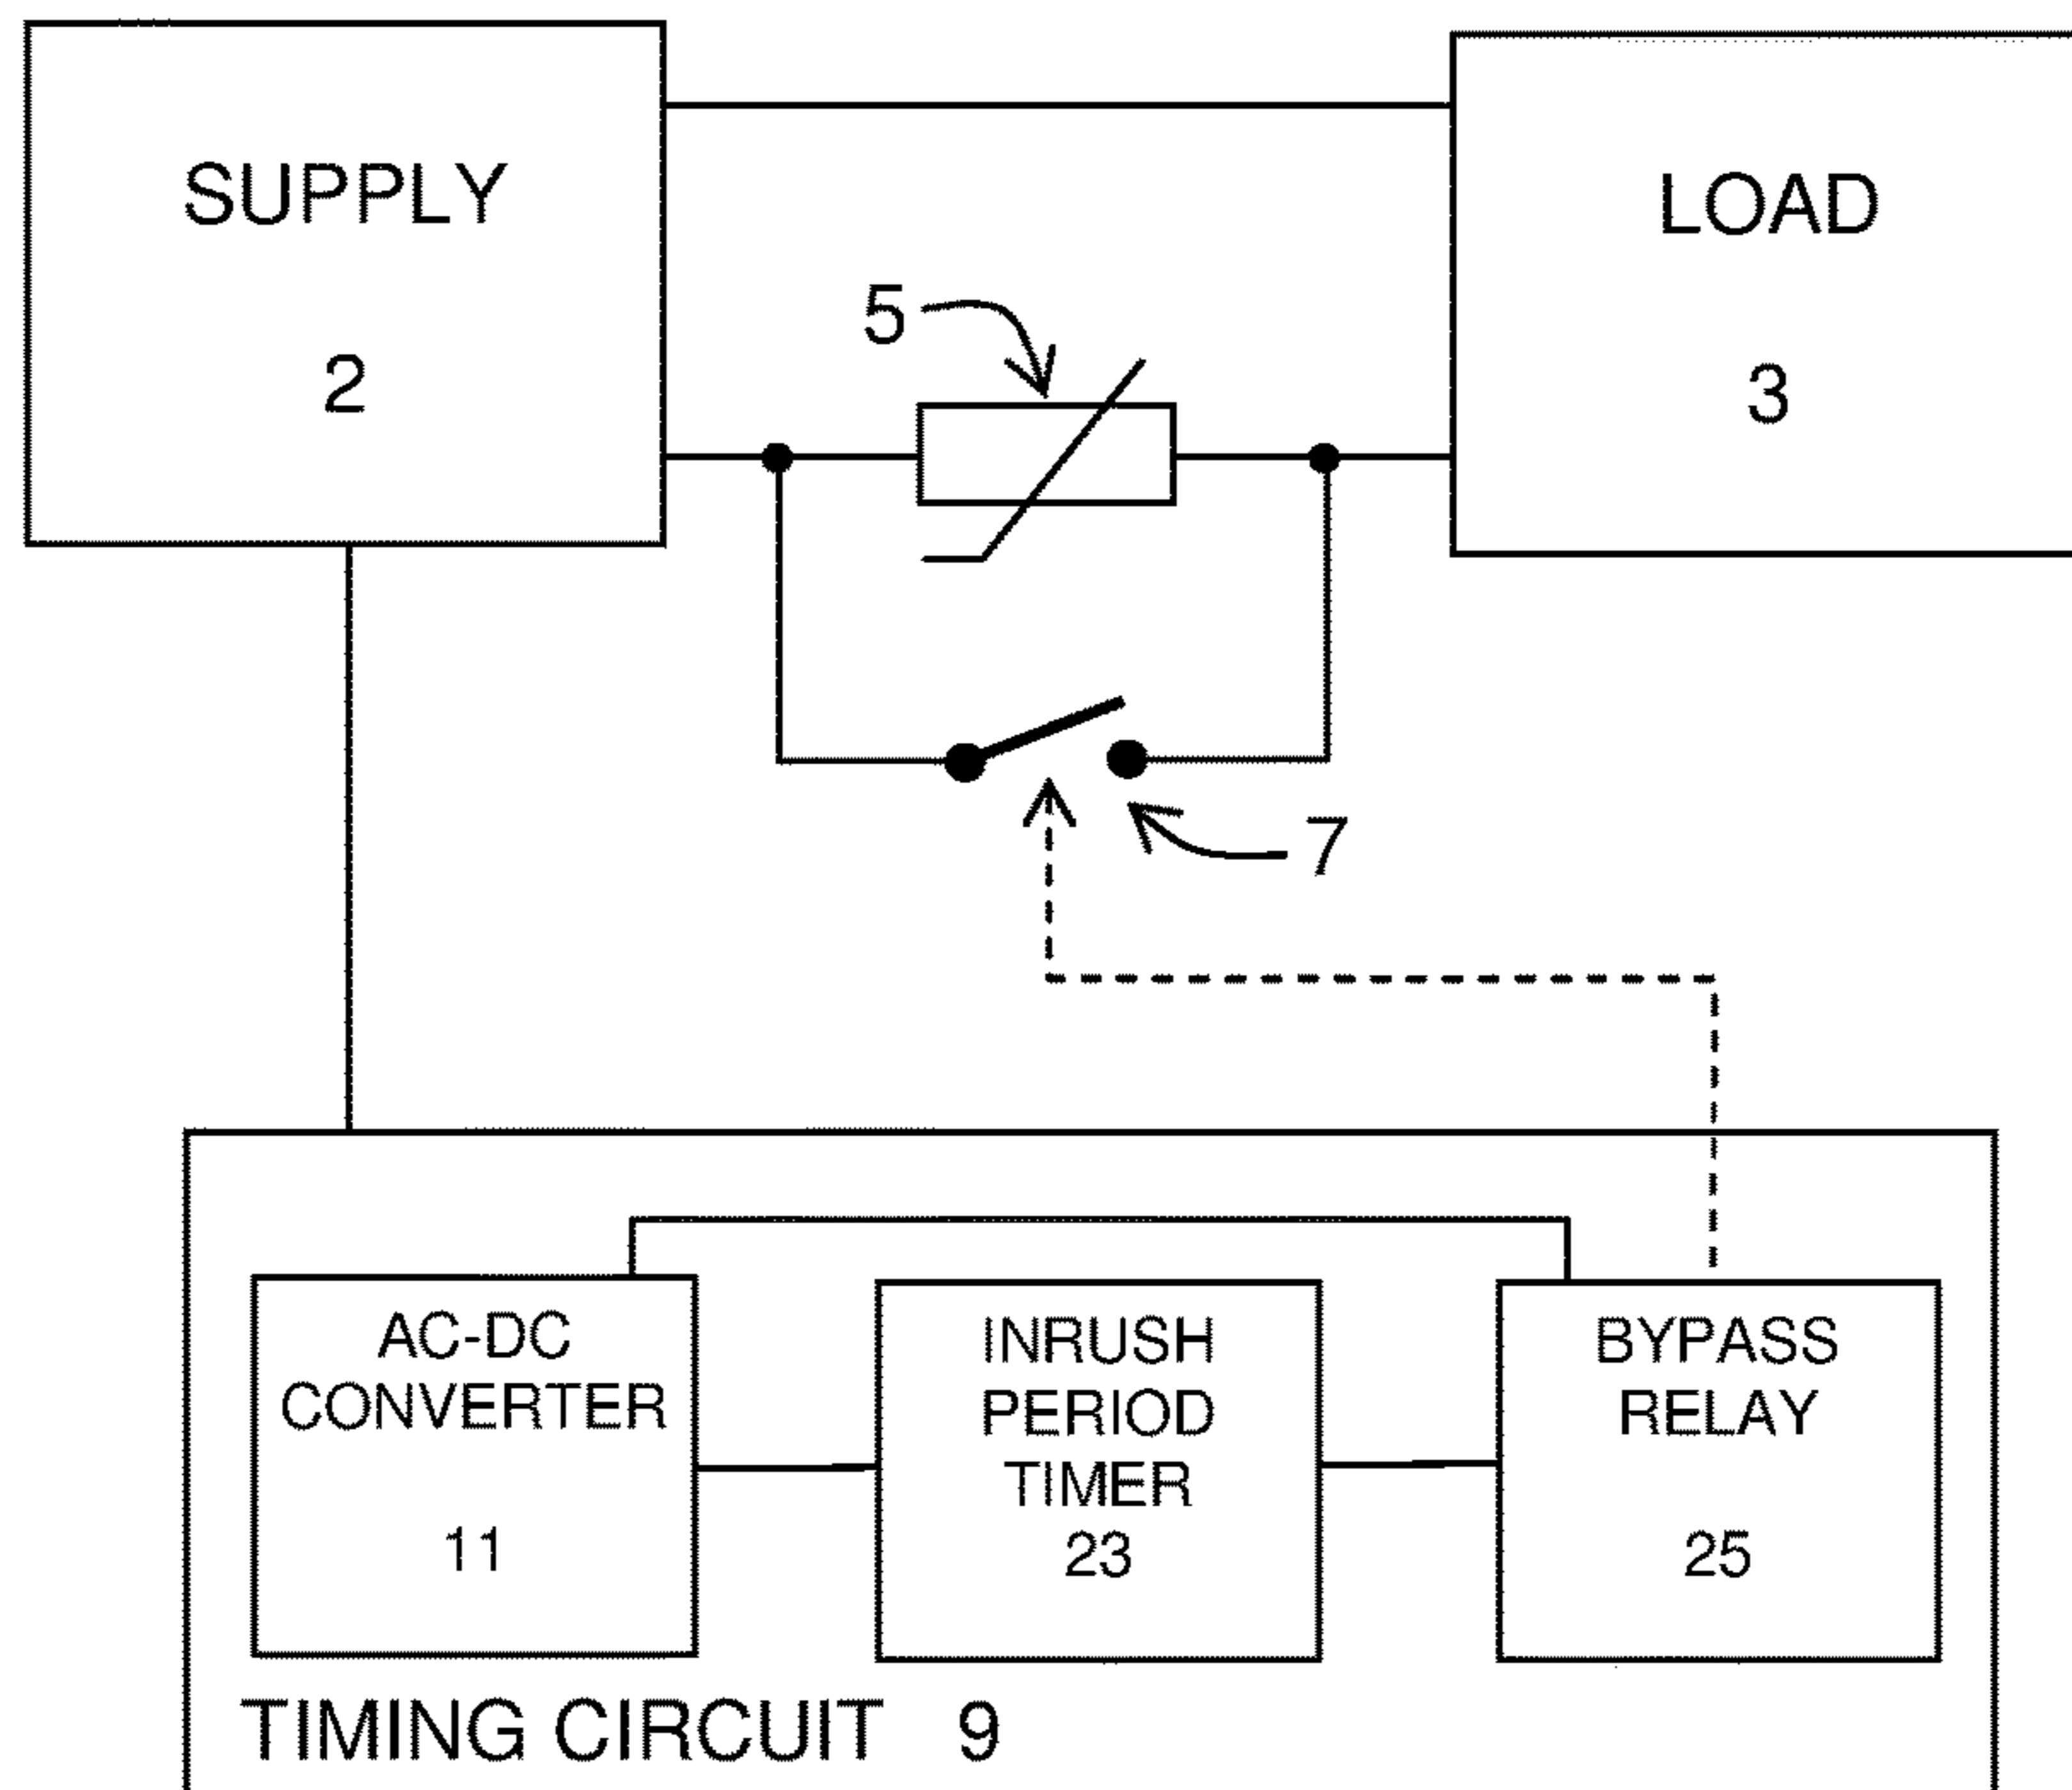 SUPPLY
2
LOAD
3
5
7
AC-DC
CONVERTER
11
INRUSH
PERIOD
TIMER
23
BYPASS
RELAY
25
TIMING CIRCUIT 9